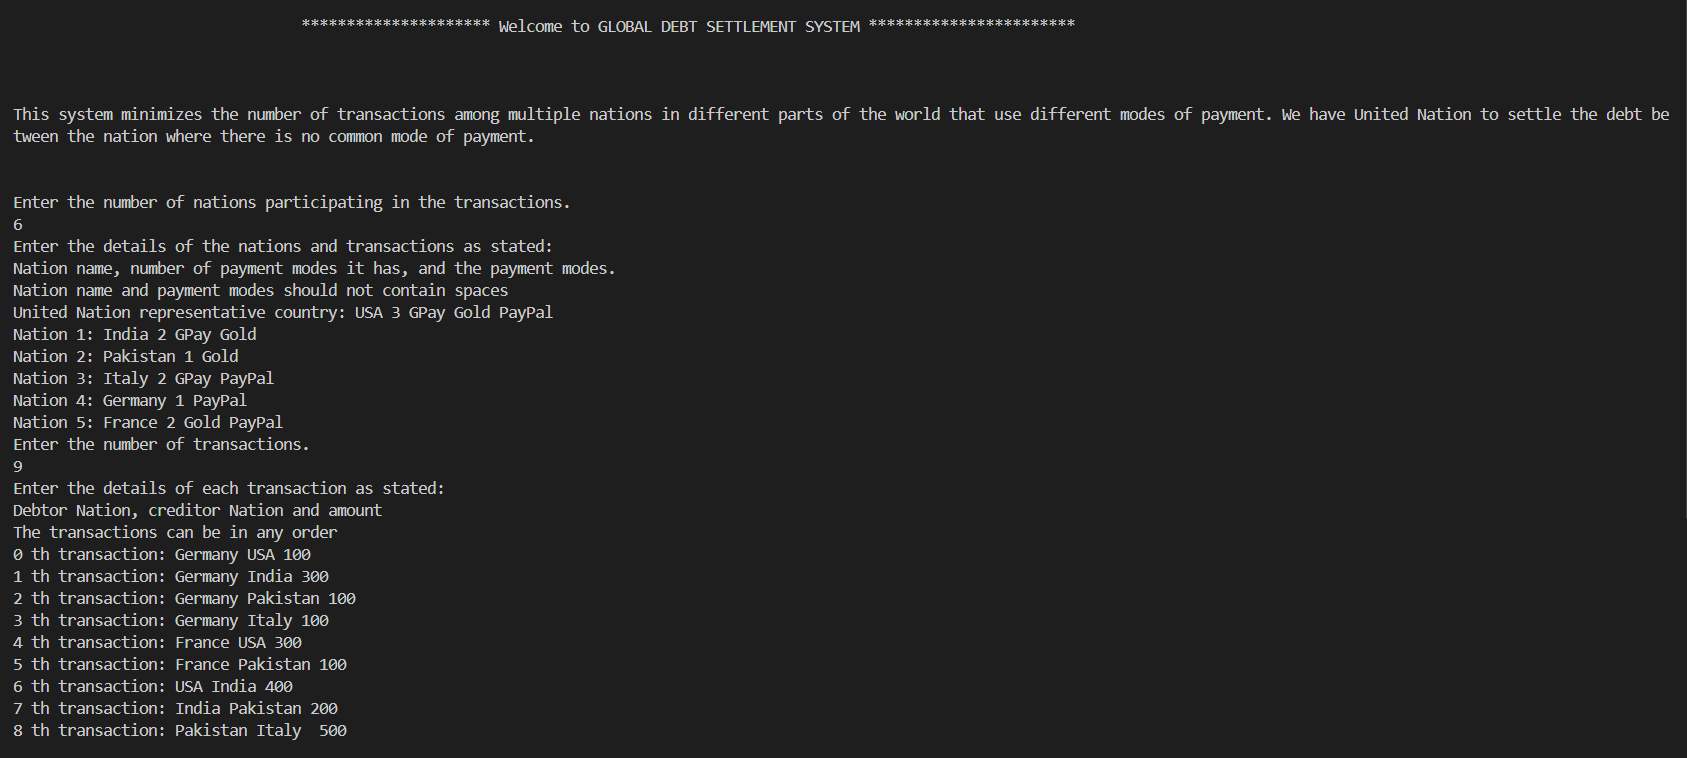 ********************* Welcome to GLOBAL DEBT SETTLEMENT SYSTEM ***********************
This system minimizes the number of transactions among multiple nations in different parts of the world that use different modes of payment. We have United Nation to settle the debt be
tween the nation where there is no common mode of payment.
Enter the number of nations participating in the transactions.
6
Enter the details of the nations and transactions as stated:
Nation name, number of payment modes it has, and the payment modes.
Nation name and payment modes should not contain spaces
United Nation representative country: USA 3 GPay Gold PayPal
Nation 1: India 2 GPay Gold
Nation 2: Pakistan 1 Gold
Nation 3: Italy 2 GPay PayPal
Nation 4: Germany 1 PayPal
Nation 5: France 2 Gold PayPal
Enter the number of transactions.
9
Enter the details of each transaction as stated:
Debtor Nation, creditor Nation and amount
The transactions can be in any order
0 th transaction: Germany USA 100
1 th transaction: Germany India 300
2 th transaction: Germany Pakistan 100
3 th transaction: Germany Italy 100
4 th transaction: France USA 300
5 th transaction: France Pakistan 100
6 th transaction: USA India 400
7 th transaction: India Pakistan 200
8 th transaction: Pakistan Italy  500